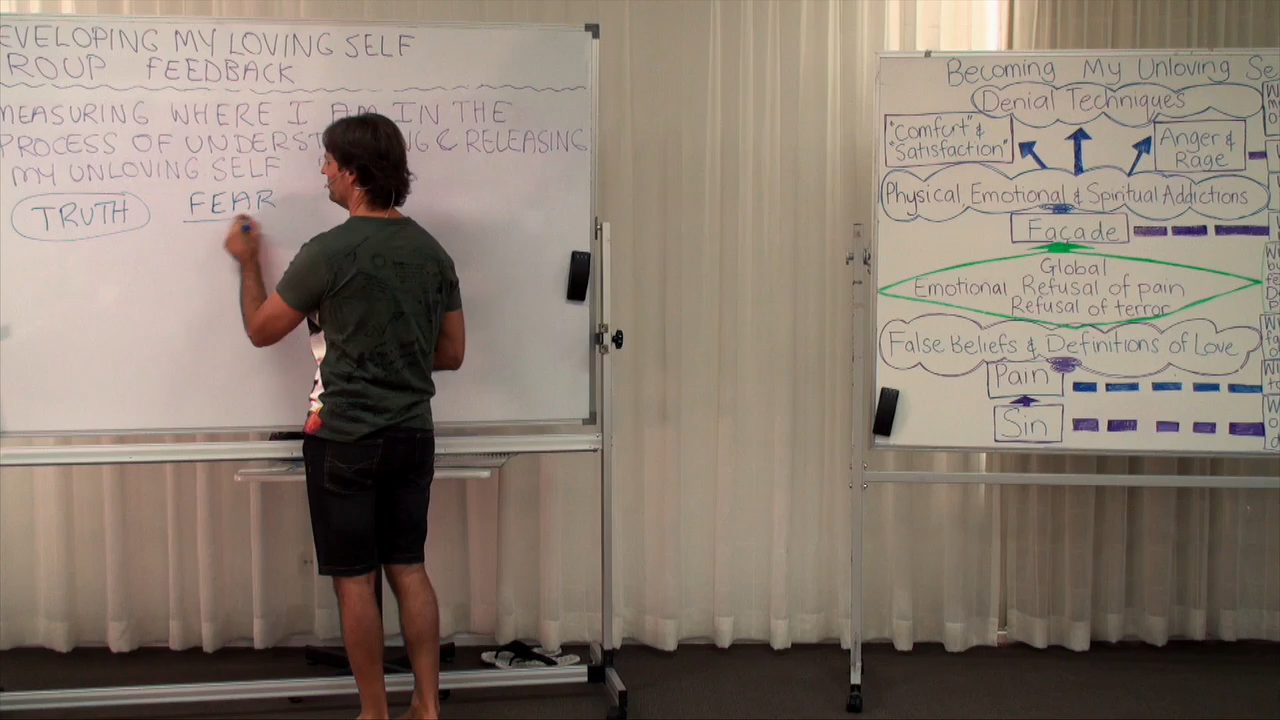 EVELOPING MY LOVING SELF
ROUP FEEDBACK
MEASURING WHERE I AM IN THE
PROCESS OF UNDERST NG & RELEASING
MY UNLOVING SELF
TRUTH
FEAR
Becoming My Unloving Se
Denial Techniques
"Comfort" &
"Satisfaction"
Anger &
Rage
Physical, Emotional & Spiritual Addictions
Façade
Global
Emotional Refusal of pain
Refusal of terror
False Beliefs & Definitions of Love
Pain
Sin